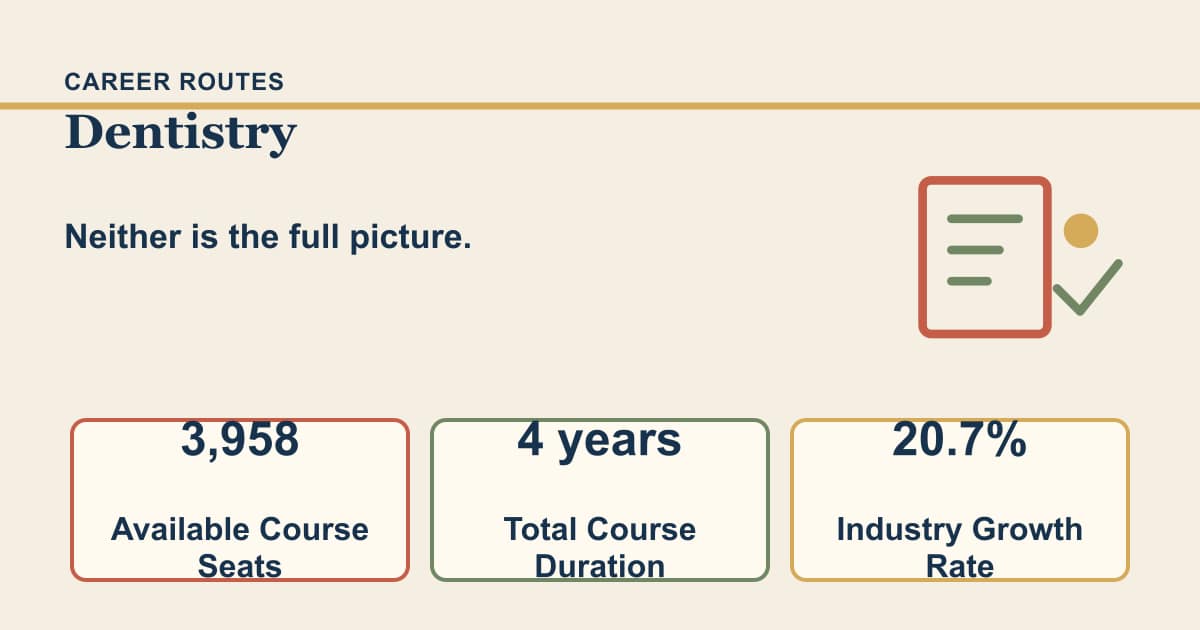 CAREER ROUTES
Dentistry
Neither is the full picture.
3,958
Available Course
Seats
4 years
Total Course
Duration
20.7%
Industry Growth
Rate